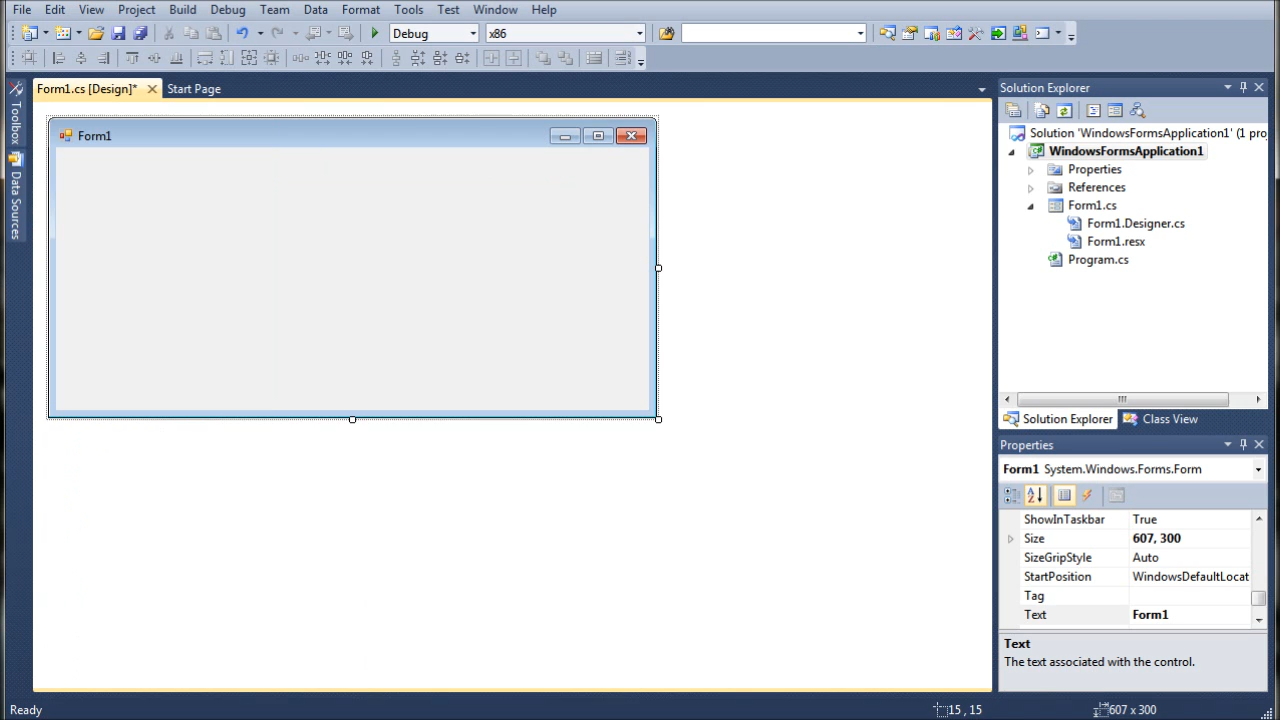 File Edit View Project Build Debug Team Data Format Tools Test Window Help
Debug x86
Form1.cs [Design]* Start Page
Toolbox
Data Sources
Form1
Solution Explorer
Solution 'WindowsFormsApplication1' (1 proj
WindowsFormsApplication1
Properties
References
Form1.cs
Form1.Designer.cs
Form1.resx
Program.cs
Solution Explorer Class View
Properties
Form1 System.Windows.Forms.Form
ShowInTaskbar True
Size 607, 300
SizeGripStyle Auto
StartPosition WindowsDefaultLocat
Tag
Text Form1
Text
The text associated with the control.
Ready 15 , 15 607 x 300